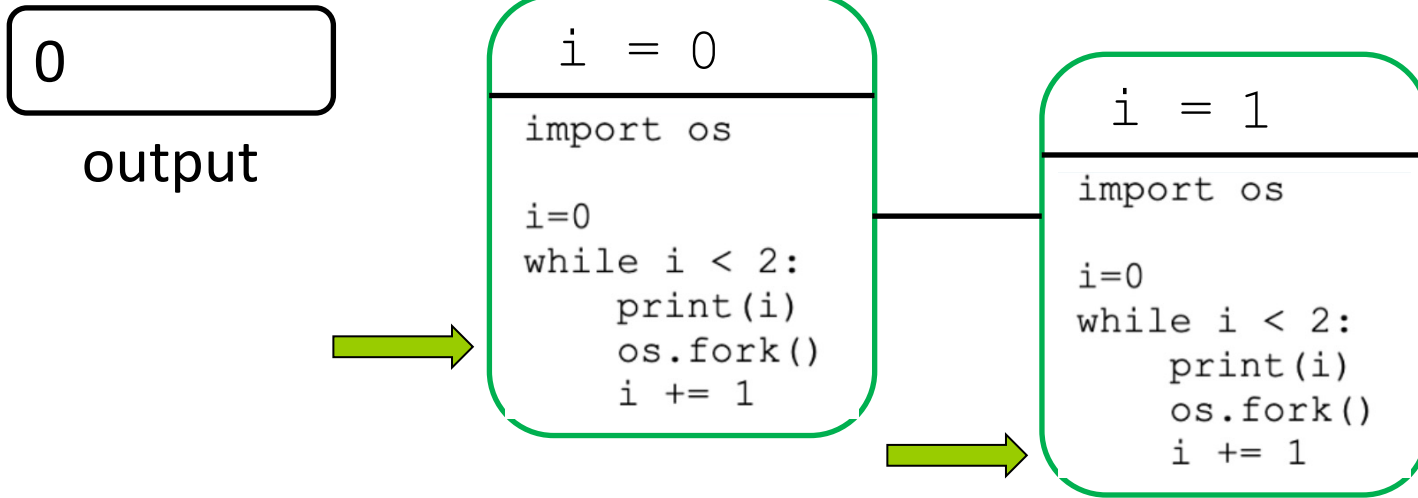 0
output
i = 0
import os
i=0
while i < 2:
    print(i)
    os.fork()
    i += 1
i = 1
import os
i=0
while i < 2:
    print(i)
    os.fork()
    i += 1